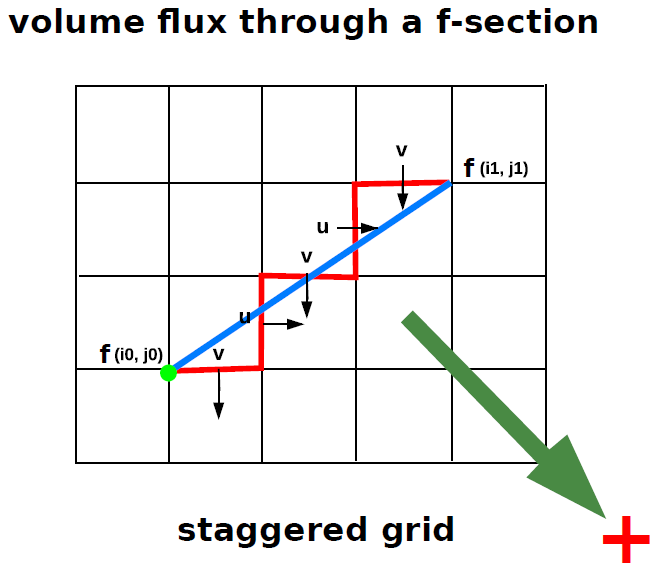 volume flux through a f-section
v
f (i1, j1)
u
v
u
f (i0, j0)
v
staggered grid
+